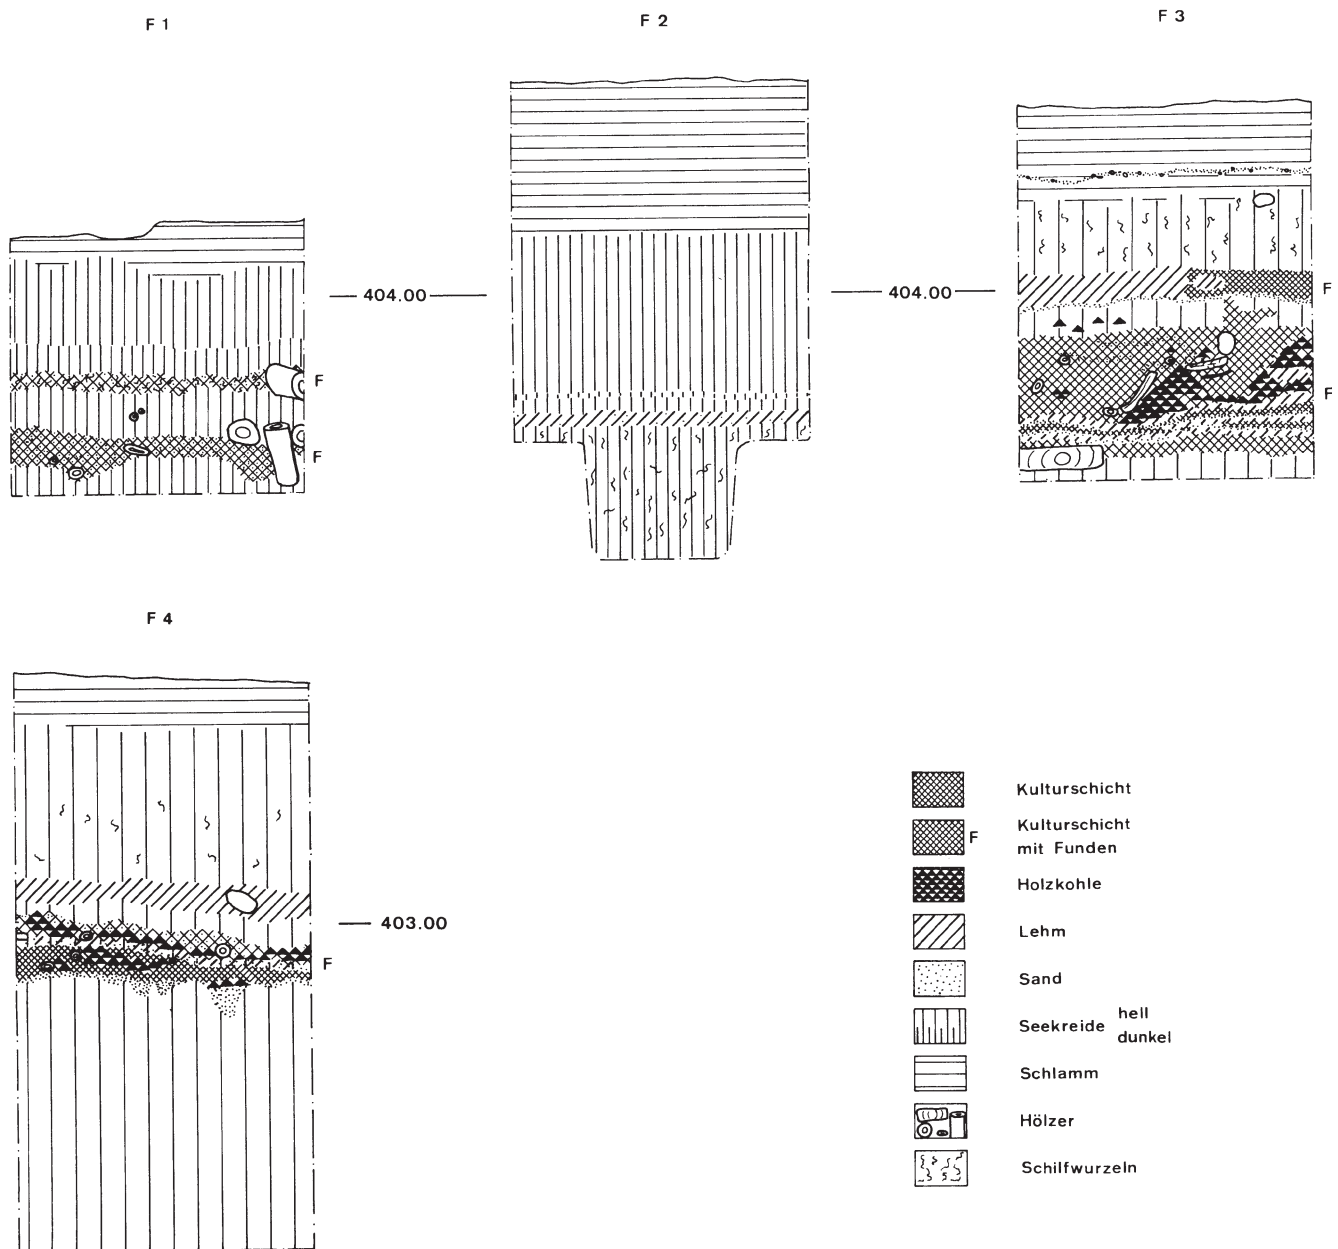 F 1
F 2
F 3
404.00
404.00
F
F
F
F
F 4
403.00
F
Kulturschicht
F
Kulturschicht
mit Funden
Holzkohle
Lehm
Sand
Seekreide hell
dunkel
Schlamm
Hölzer
Schilfwurzeln